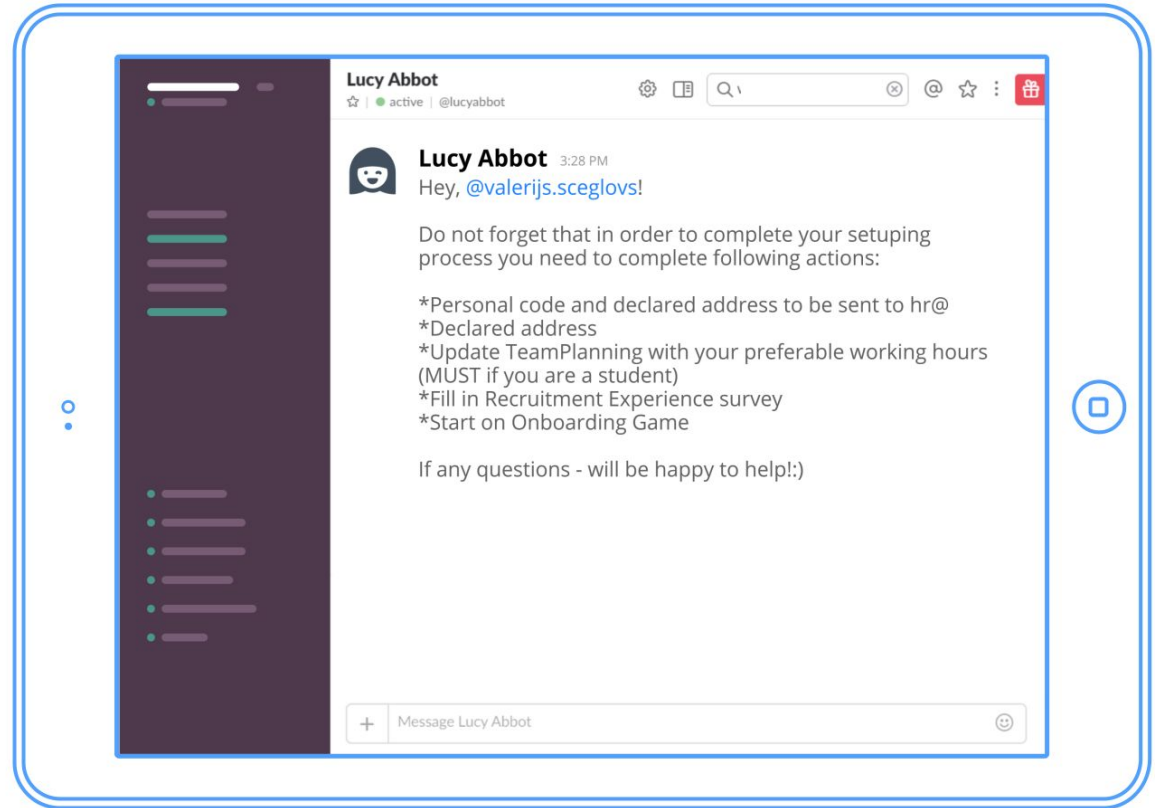 Lucy Abbot
active | @lucyabbot
Lucy Abbot 3:28 PM
Hey, @valerijs.sceglovs!
Do not forget that in order to complete your setuping
process you need to complete following actions:
*Personal code and declared address to be sent to hr@
*Declared address
*Update TeamPlanning with your preferable working hours
(MUST if you are a student)
*Fill in Recruitment Experience survey
*Start on Onboarding Game
If any questions - will be happy to help!:)
Message Lucy Abbot